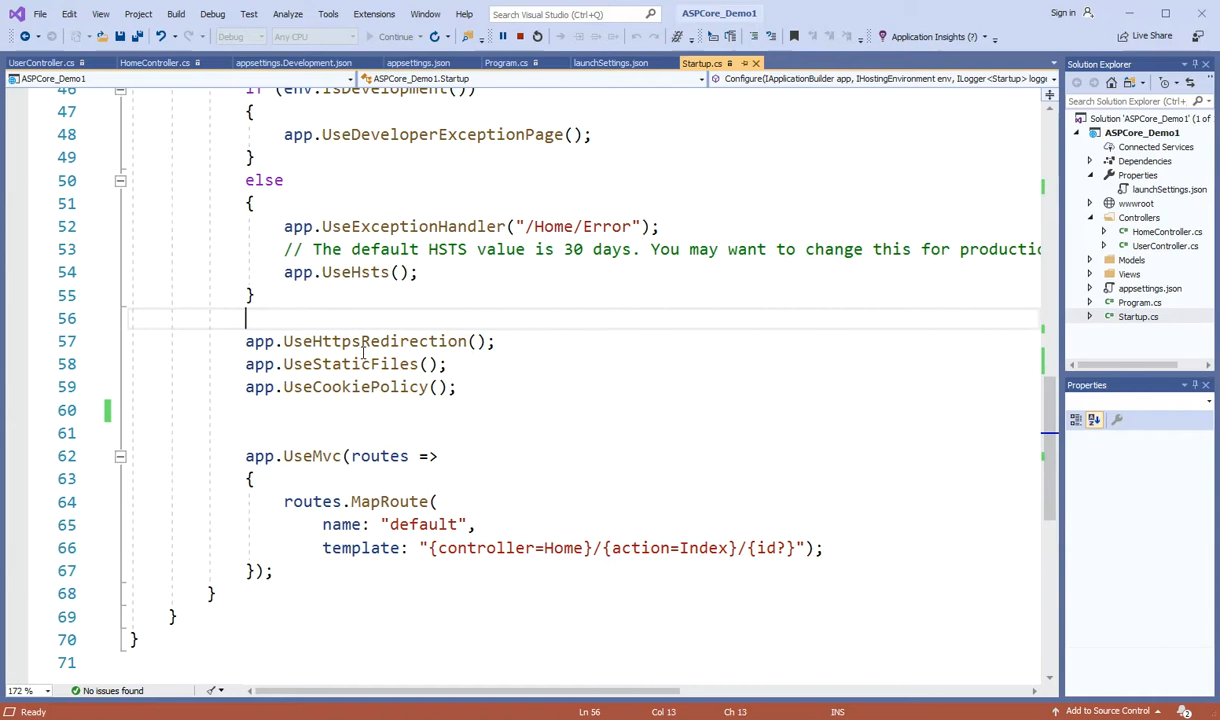 File Edit View Project Build Debug Test Analyze Tools Extensions Window Help Search Visual Studio (Ctrl+Q) ASPCore_Demo1 Sign in
Debug Any CPU Continue Application Insights (?) Live Share
UserController.cs HomeController.cs appsettings.Development.json appsettings.json Program.cs launchSettings.json Startup.cs
ASPCore_Demo1 ASPCore_Demo1.Startup Configure(IApplicationBuilder app, IHostingEnvironment env, ILogger<Startup> logge
46 if (env.IsDevelopment())
47 {
48 app.UseDeveloperExceptionPage();
49 }
50 else
51 {
52 app.UseExceptionHandler("/Home/Error");
53 // The default HSTS value is 30 days. You may want to change this for productio
54 app.UseHsts();
55 }
56
57 app.UseHttpsRedirection();
58 app.UseStaticFiles();
59 app.UseCookiePolicy();
60
61
62 app.UseMvc(routes =>
63 {
64 routes.MapRoute(
65 name: "default",
66 template: "{controller=Home}/{action=Index}/{id?}");
67 });
68 }
69 }
70 }
71
172 % No issues found
Ready Ln 56 Col 13 Ch 13 INS Add to Source Control 2
Solution Explorer
Search Solution Explorer (Ctrl+
Solution 'ASPCore_Demo1' (1 of
ASPCore_Demo1
Connected Services
Dependencies
Properties
launchSettings.json
wwwroot
Controllers
HomeController.cs
UserController.cs
Models
Views
appsettings.json
Program.cs
Startup.cs
Properties